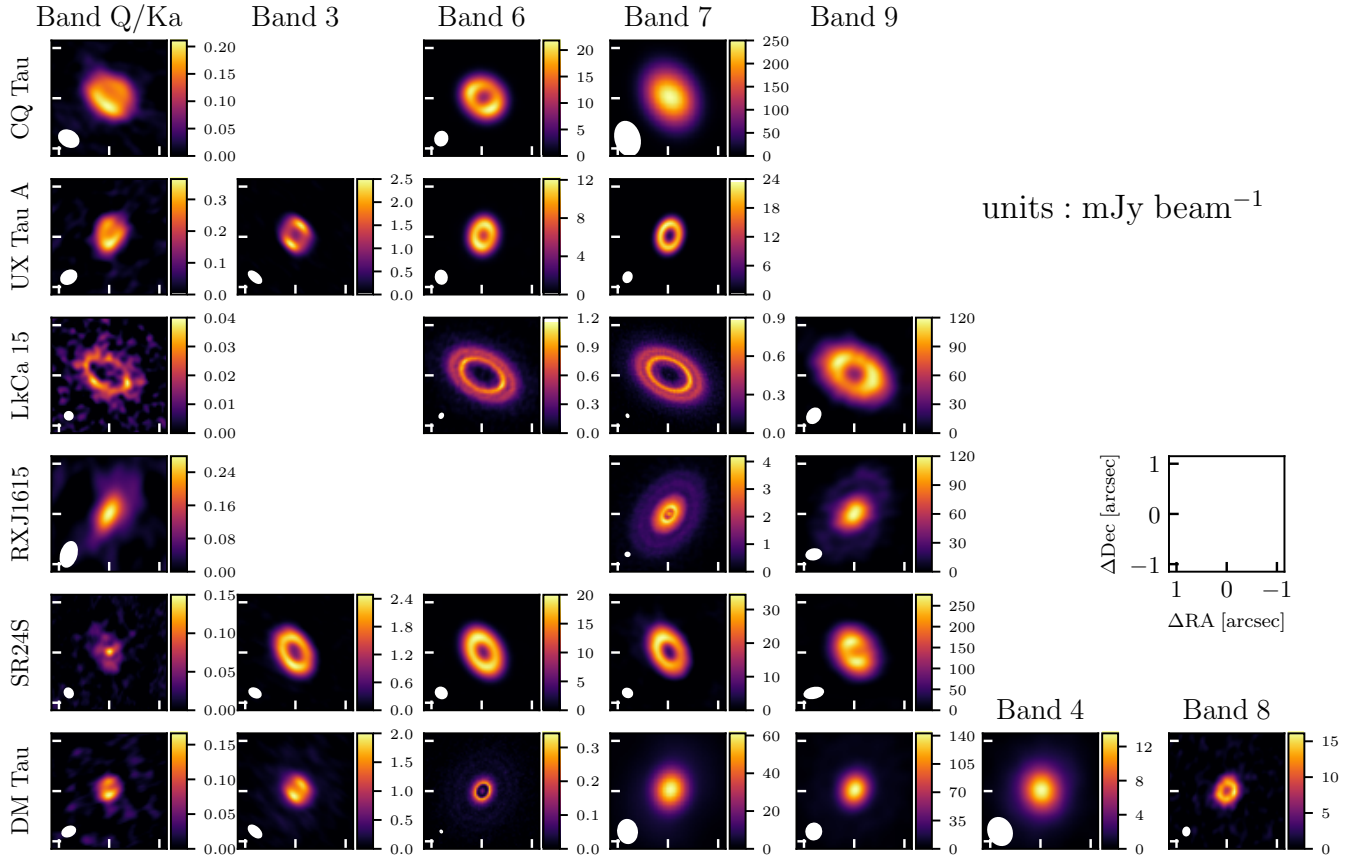 Band Q/Ka Band 3 Band 6 Band 7 Band 9
CQ Tau
0.20 0.15 0.10 0.05 0.00
20 15 10 5 0
250 200 150 100 50 0
UX Tau A
0.3 0.2 0.1 0.0
2.5 2.0 1.5 1.0 0.5 0.0
12 8 4 0
24 18 12 6 0
units : mJy beam−1
LkCa 15
0.04 0.03 0.02 0.01 0.00
1.2 0.9 0.6 0.3 0.0
0.9 0.6 0.3 0.0
120 90 60 30 0
RXJ1615
0.24 0.16 0.08 0.00
4 3 2 1 0
120 90 60 30 0
ΔDec [arcsec]
1 0 −1
1 0 −1
ΔRA [arcsec]
SR24S
0.15 0.10 0.05 0.00
2.4 1.8 1.2 0.6 0.0
20 15 10 5 0
30 20 10 0
250 200 150 100 50 0
Band 4 Band 8
DM Tau
0.15 0.10 0.05 0.00
2.0 1.5 1.0 0.5 0.0
0.3 0.2 0.1 0.0
60 40 20 0
140 105 70 35 0
12 8 4 0
15 10 5 0